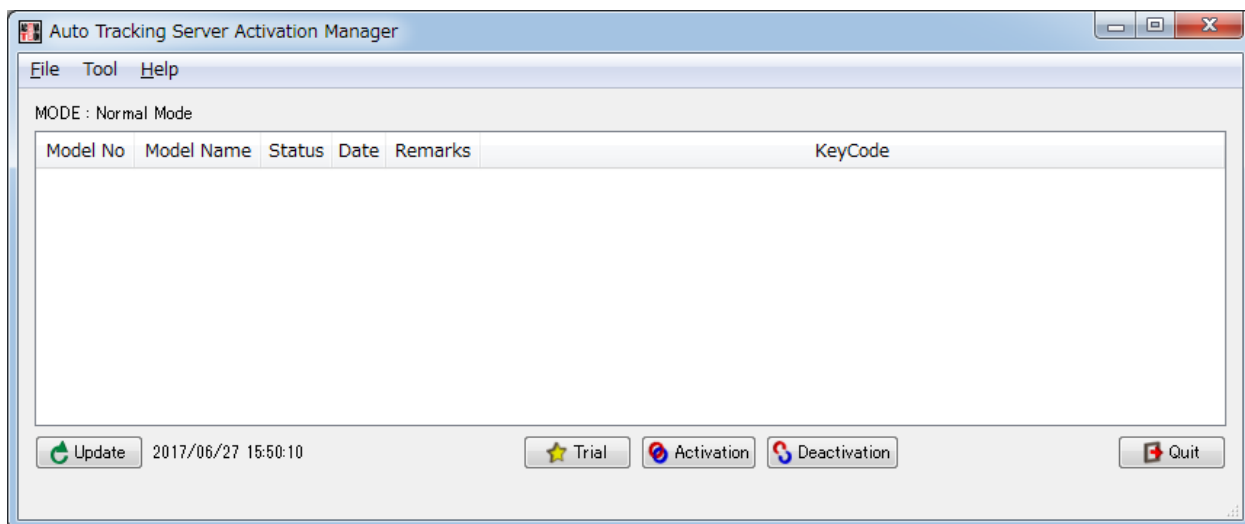 Auto Tracking Server Activation Manager
File Tool Help
MODE : Normal Mode
Model No Model Name Status Date Remarks KeyCode
Update 2017/06/27 15:50:10 Trial Activation Deactivation Quit